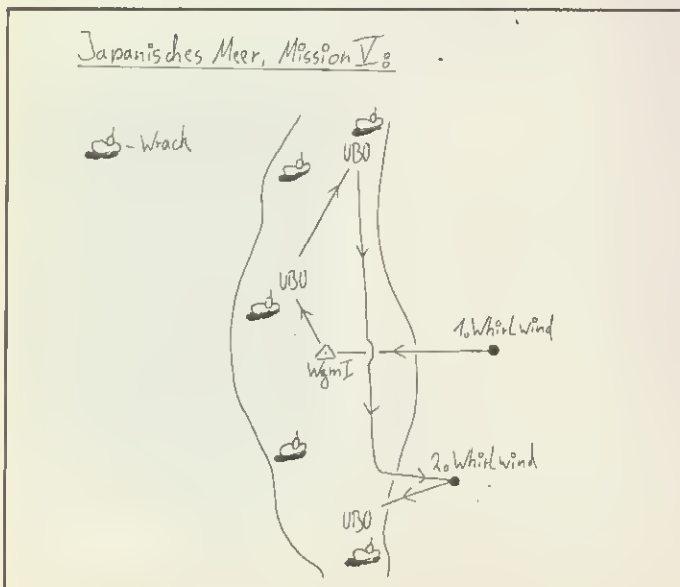 Japanisches Meer, Mission V:
- Wrack
UBO
UBO
1. Whirlwind
WgmI
2. Whirlwind
UBO